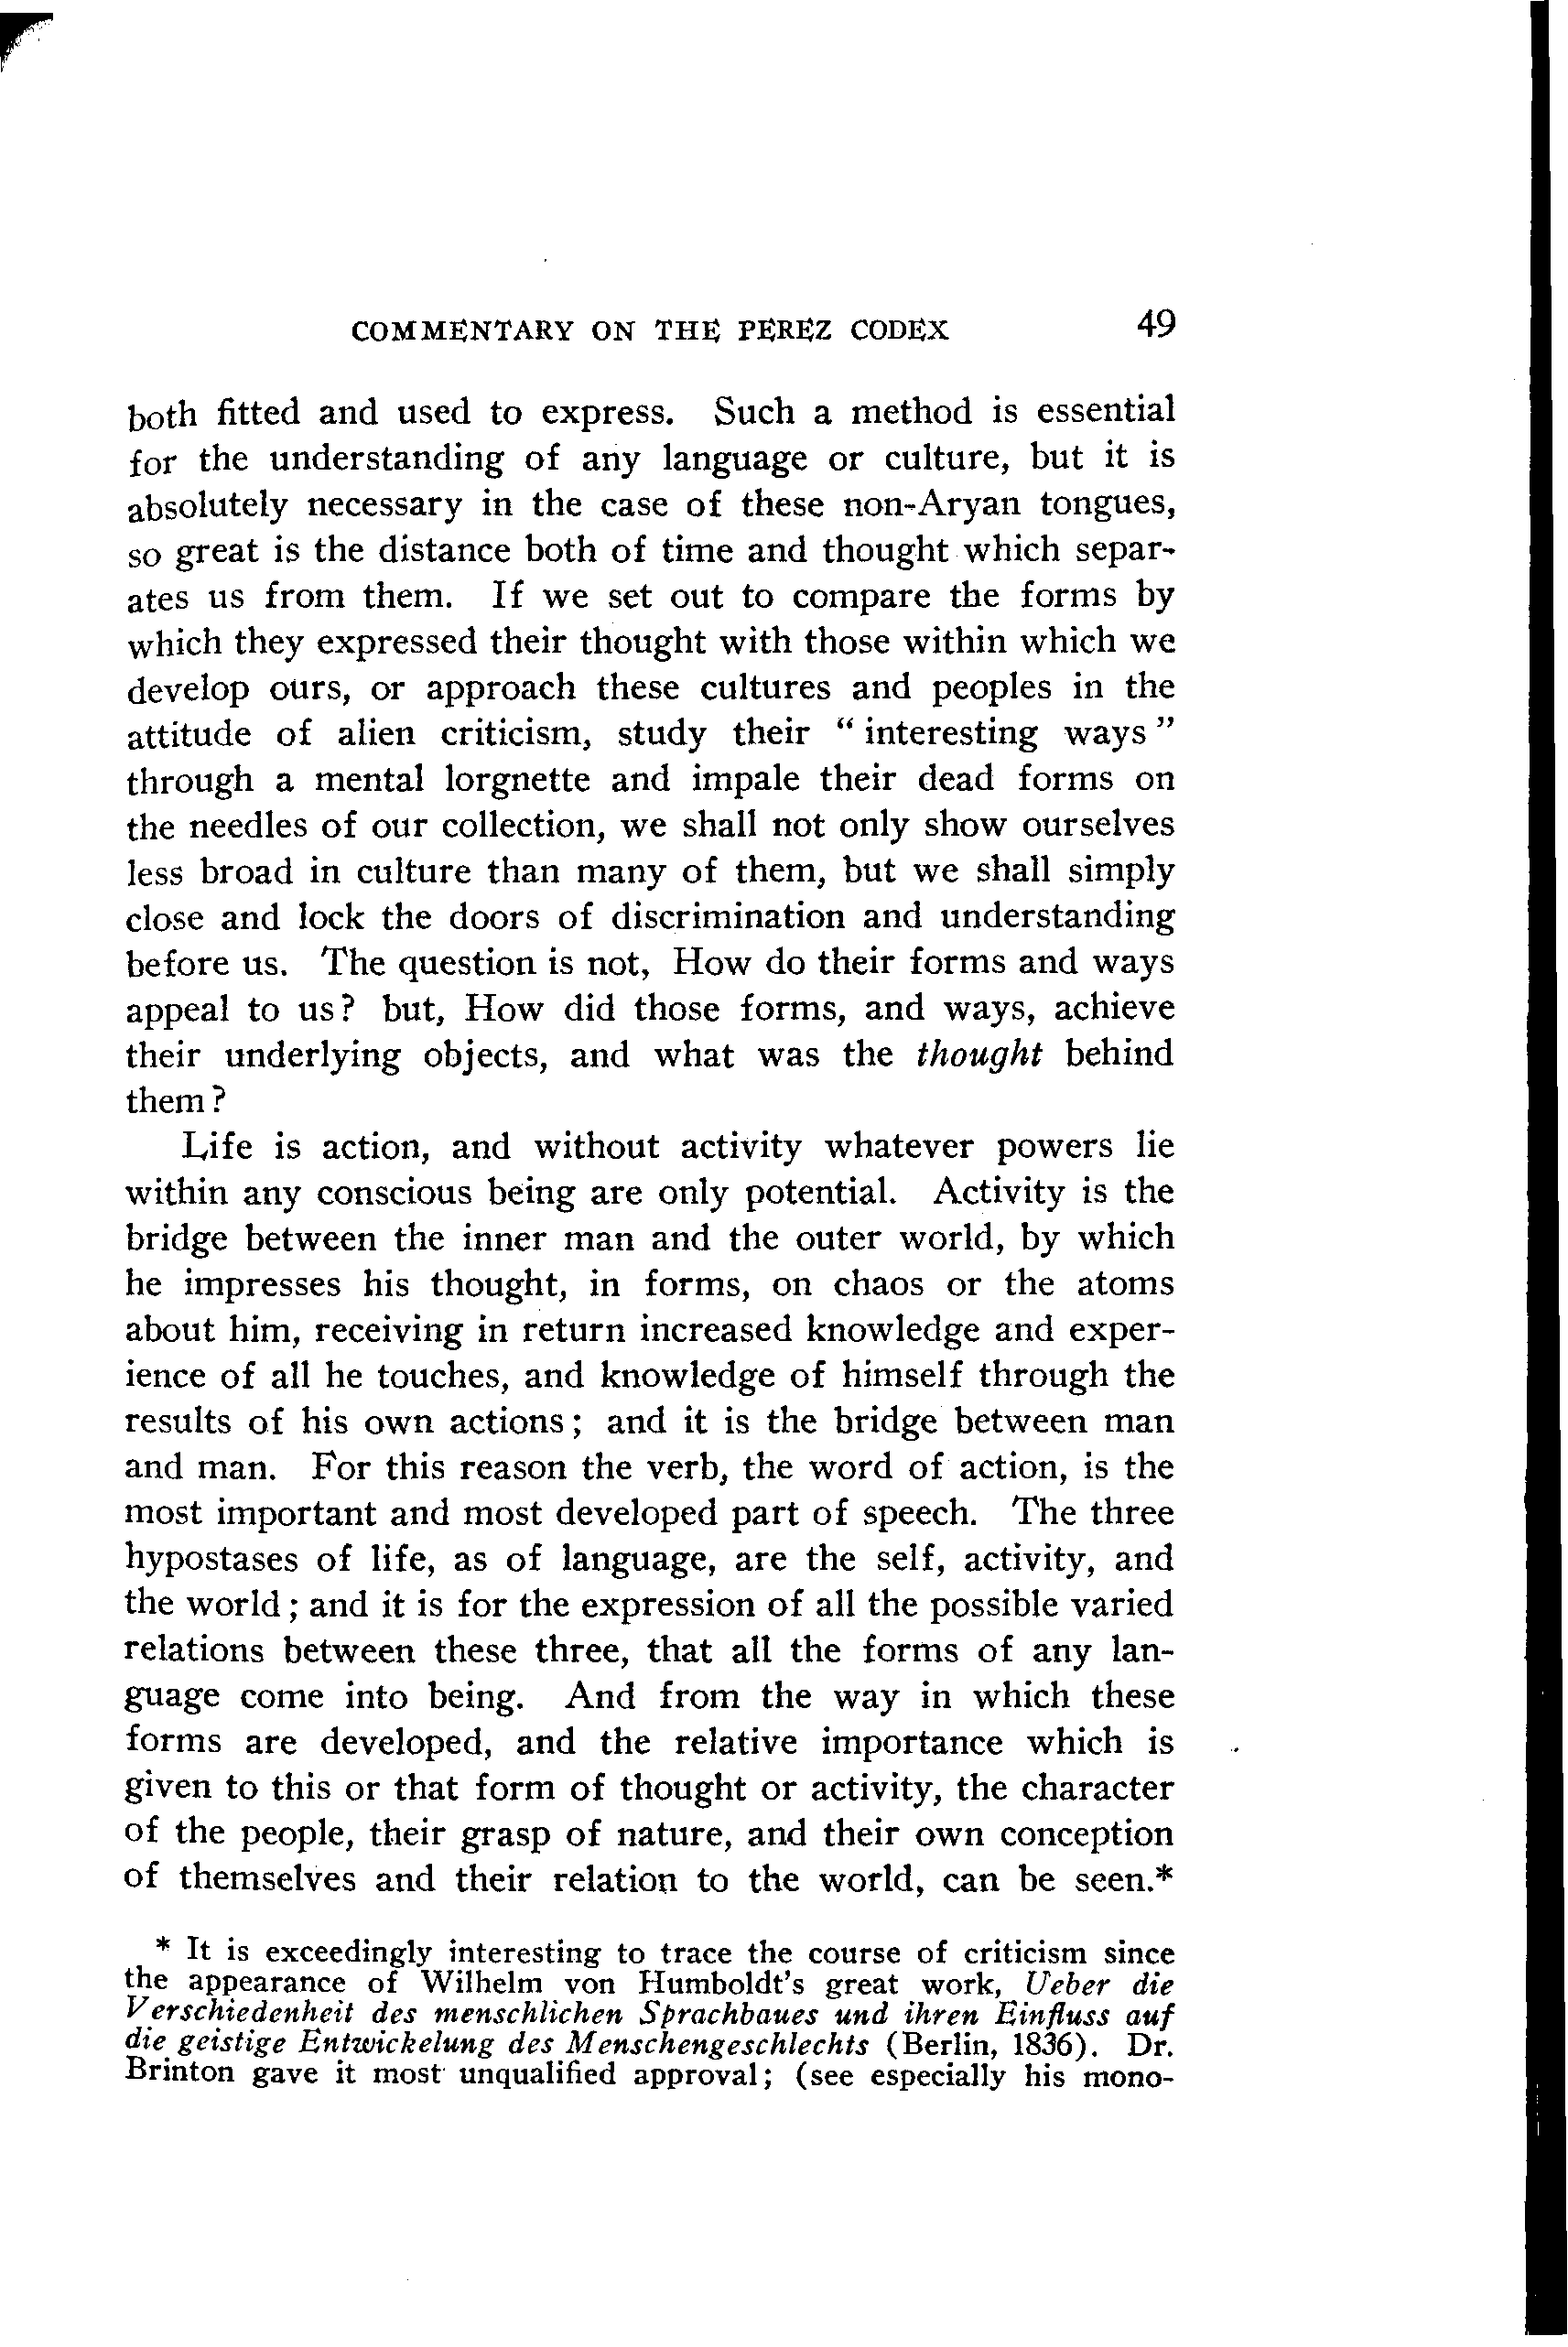 COMMENTARY ON THE PEREZ CODEX 49
both fitted and used to express. Such a method is essential
for the understanding of any language or culture, but it is
absolutely necessary in the case of these non-Aryan tongues,
so great is the distance both of time and thought which separ-
ates us from them. If we set out to compare the forms by
which they expressed their thought with those within which we
develop ours, or approach these cultures and peoples in the
attitude of alien criticism, study their “ interesting ways ”
through a mental lorgnette and impale their dead forms on
the needles of our collection, we shall not only show ourselves
less broad in culture than many of them, but we shall simply
close and lock the doors of discrimination and understanding
before us. The question is not, How do their forms and ways
appeal to us? but, How did those forms, and ways, achieve
their underlying objects, and what was the thought behind
them?
Life is action, and without activity whatever powers lie
within any conscious being are only potential. Activity is the
bridge between the inner man and the outer world, by which
he impresses his thought, in forms, on chaos or the atoms
about him, receiving in return increased knowledge and exper-
ience of all he touches, and knowledge of himself through the
results of his own actions; and it is the bridge between man
and man. For this reason the verb, the word of action, is the
most important and most developed part of speech. The three
hypostases of life, as of language, are the self, activity, and
the world; and it is for the expression of all the possible varied
relations between these three, that all the forms of any lan-
guage come into being. And from the way in which these
forms are developed, and the relative importance which is
given to this or that form of thought or activity, the character
of the people, their grasp of nature, and their own conception
of themselves and their relation to the world, can be seen.*
* It is exceedingly interesting to trace the course of criticism since
the appearance of Wilhelm von Humboldt's great work, Ueber die
Verschiedenheit des menschlichen Sprachbaues und ihren Einfluss auf
die geistige Entwickelung des Menschengeschlechts (Berlin, 1836). Dr.
Brinton gave it most unqualified approval; (see especially his mono-